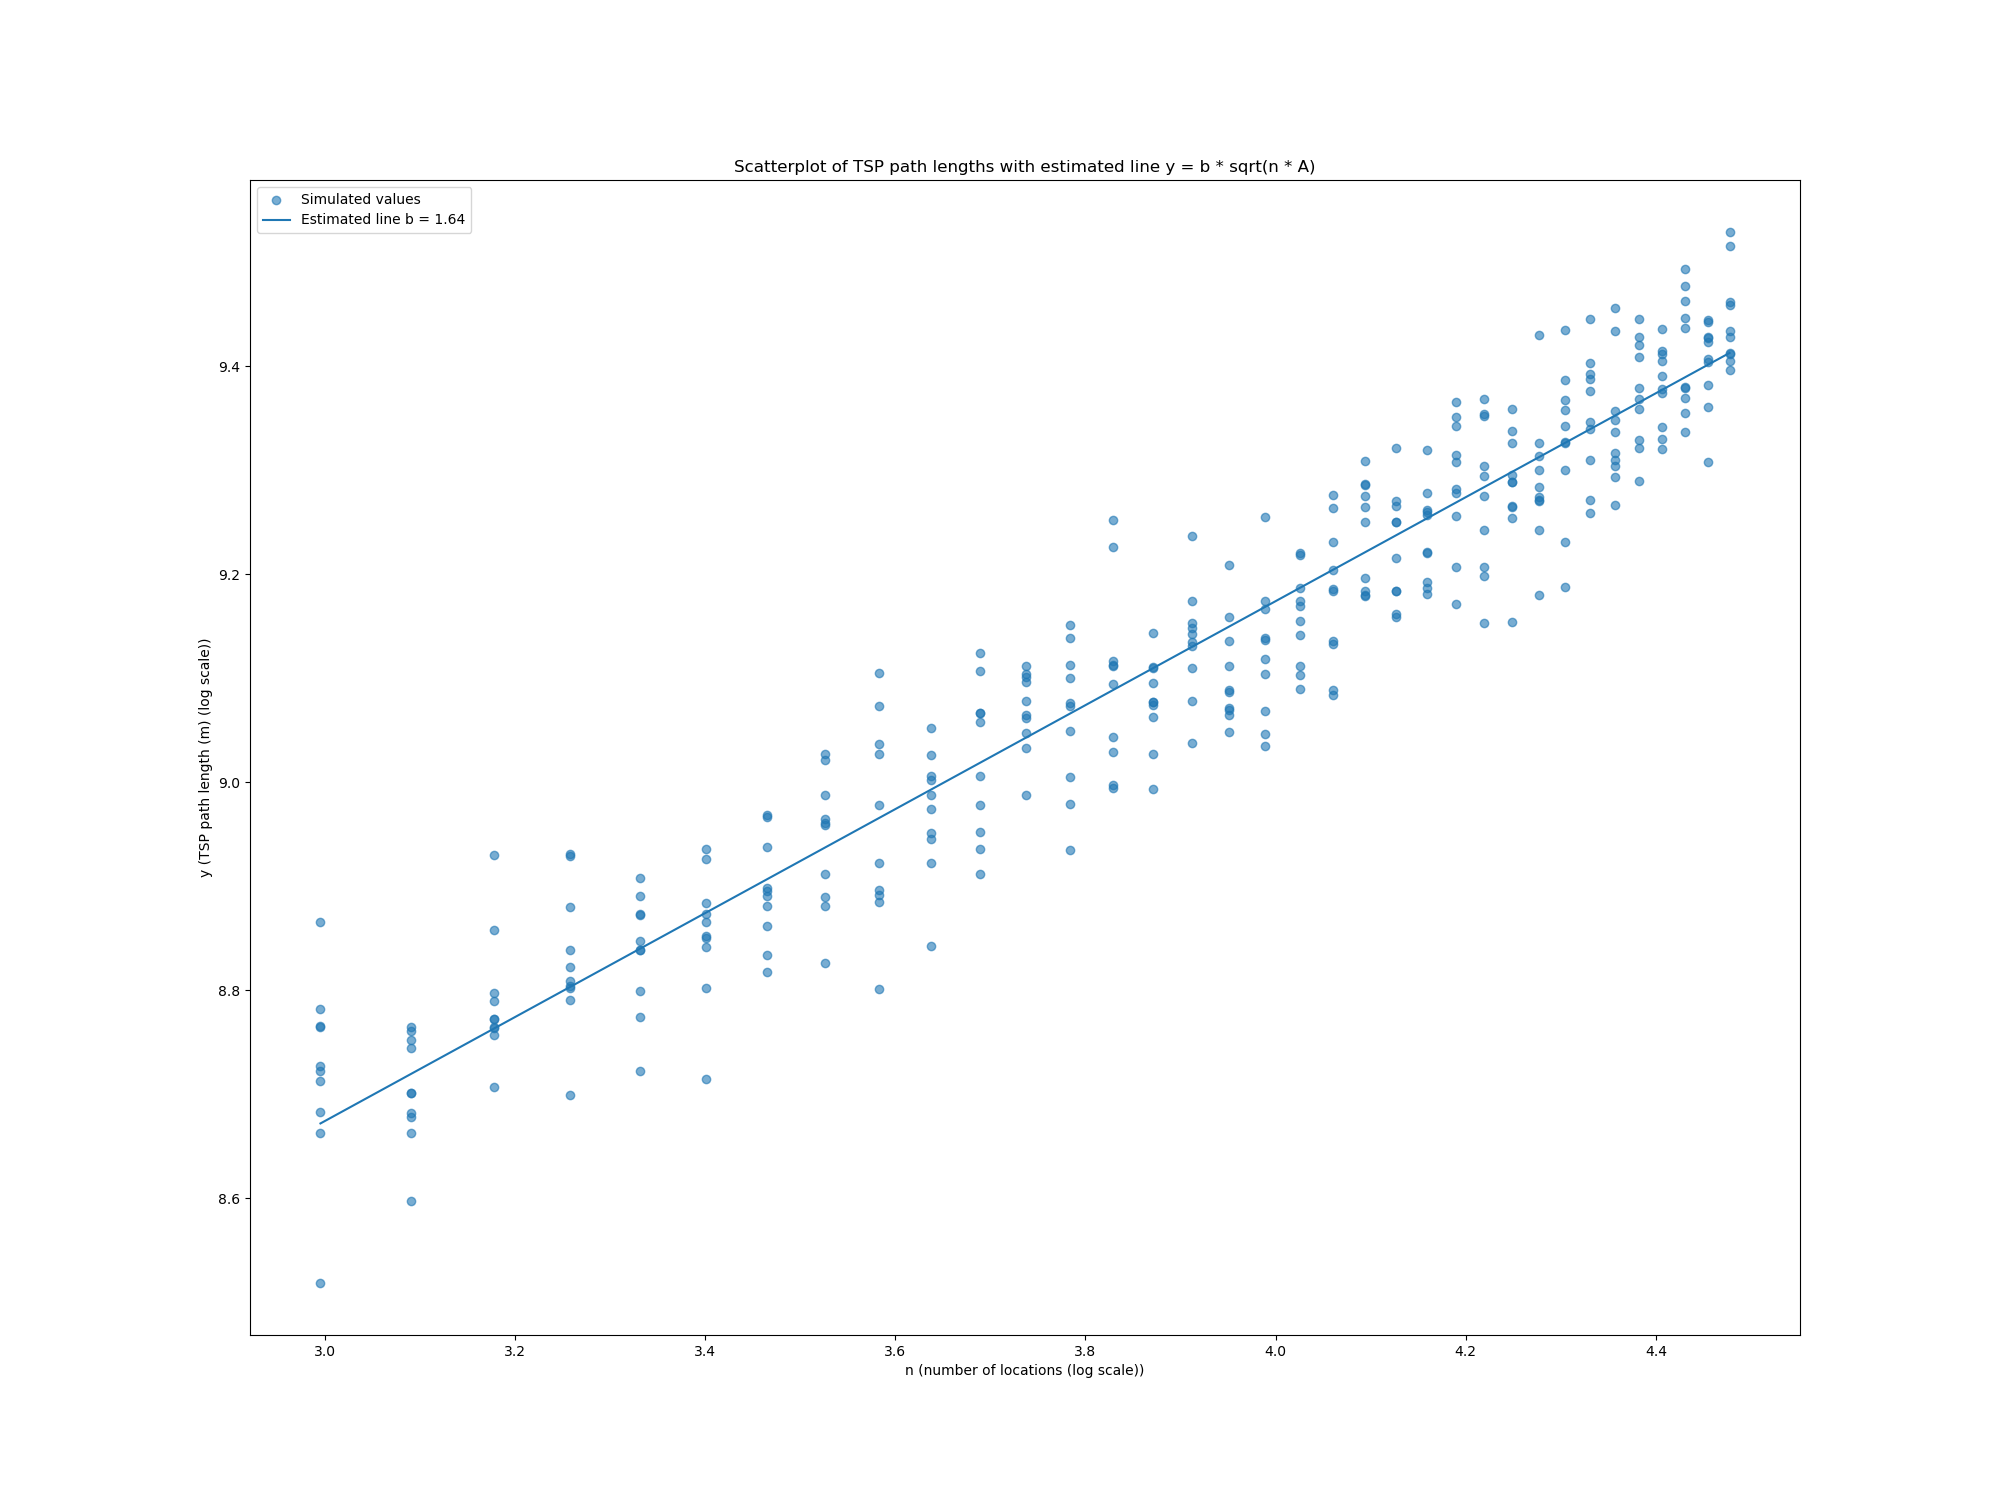 Scatterplot of TSP path lengths with estimated line y = b * sqrt(n * A)
Simulated values
Estimated line b = 1.64
y (TSP path length (m) (log scale))
9.4
9.2
9.0
8.8
8.6
3.0 3.2 3.4 3.6 3.8 4.0 4.2 4.4
n (number of locations (log scale))